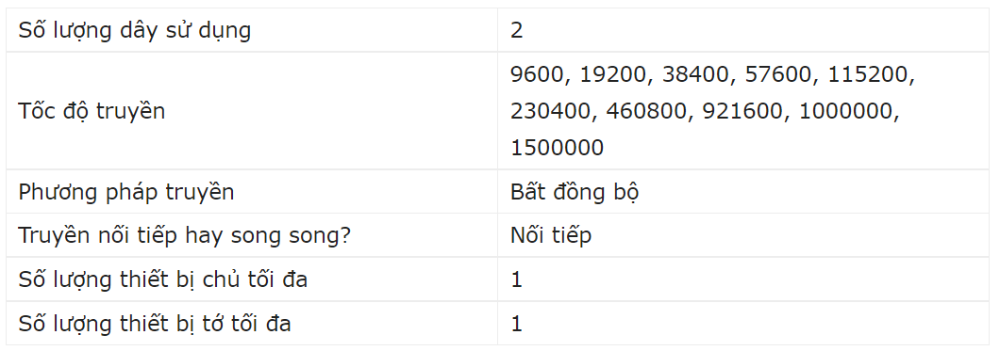 Số lượng dây sử dụng
2
Tốc độ truyền
9600, 19200, 38400, 57600, 115200,
230400, 460800, 921600, 1000000,
1500000
Phương pháp truyền
Bất đồng bộ
Truyền nối tiếp hay song song?
Nối tiếp
Số lượng thiết bị chủ tối đa
1
Số lượng thiết bị tớ tối đa
1